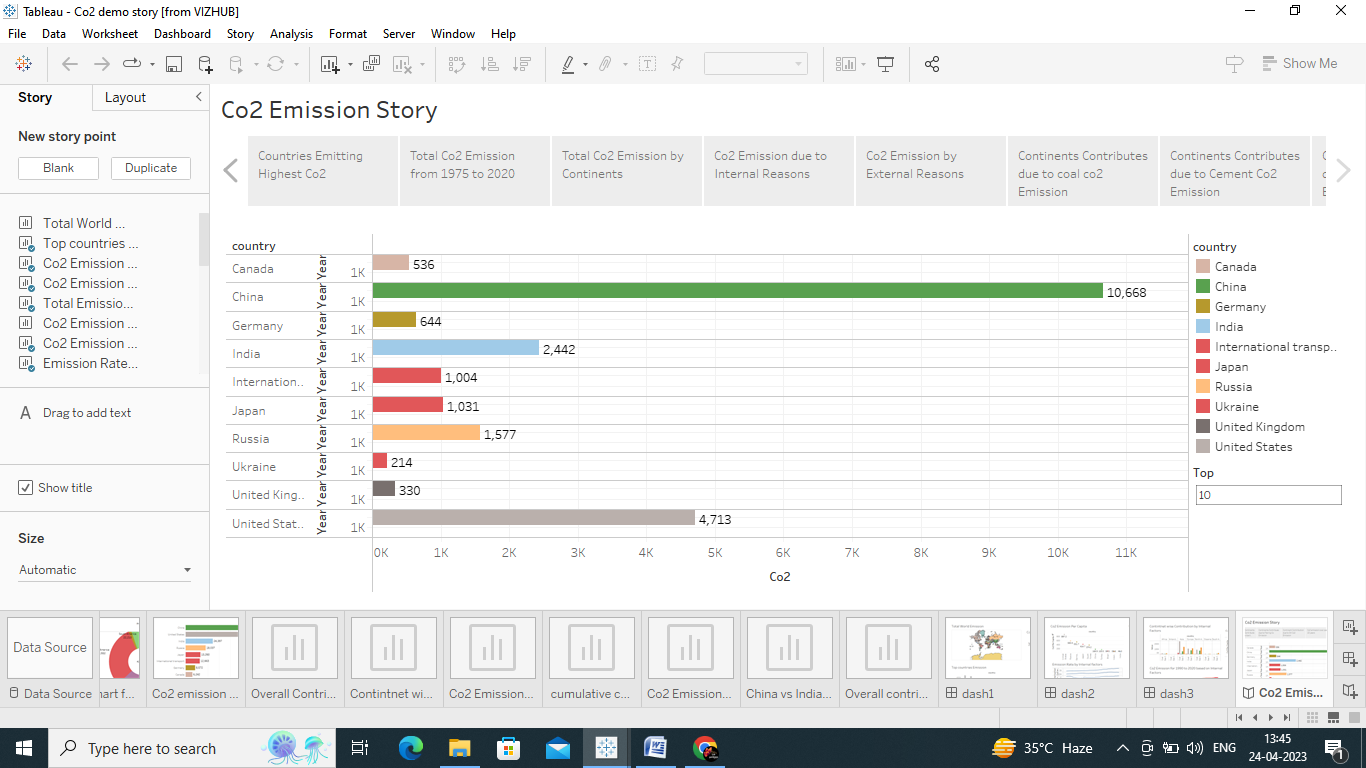 Tableau - Co2 demo story [from VIZHUB]
File Data Worksheet Dashboard Story Analysis Format Server Window Help
Show Me
Story Layout
New story point
Blank Duplicate
Total World ...
Top countries ...
Co2 Emission ...
Co2 Emission ...
Total Emissio...
Co2 Emission ...
Co2 Emission ...
Emission Rate...
A Drag to add text
Show title
Size
Automatic
Co2 Emission Story
Countries Emitting
Highest Co2
Total Co2 Emission
from 1975 to 2020
Total Co2 Emission by
Continents
Co2 Emission due to
Internal Reasons
Co2 Emission by
External Reasons
Continents Contributes
due to coal co2
Emission
Continents Contributes
due to Cement Co2
Emission
country
Canada Year 1K 536
China Year 1K 10,668
Germany Year 1K 644
India Year 1K 2,442
Internation.. Year 1K 1,004
Japan Year 1K 1,031
Russia Year 1K 1,577
Ukraine Year 1K 214
United King.. Year 1K 330
United Stat.. Year 1K 4,713
0K 1K 2K 3K 4K 5K 6K 7K 8K 9K 10K 11K
Co2
country
Canada
China
Germany
India
International transp..
Japan
Russia
Ukraine
United Kingdom
United States
Top
10
Data Source
Data Source
art f...
Co2 emission ...
Overall Contri...
Contintnet wi...
Co2 Emission...
cumulative c...
Co2 Emission...
China vs India...
Overall contri...
dash1
dash2
dash3
Co2 Emission Story
Co2 Emis...
Type here to search
35°C Haze
ENG
13:45
24-04-2023
1